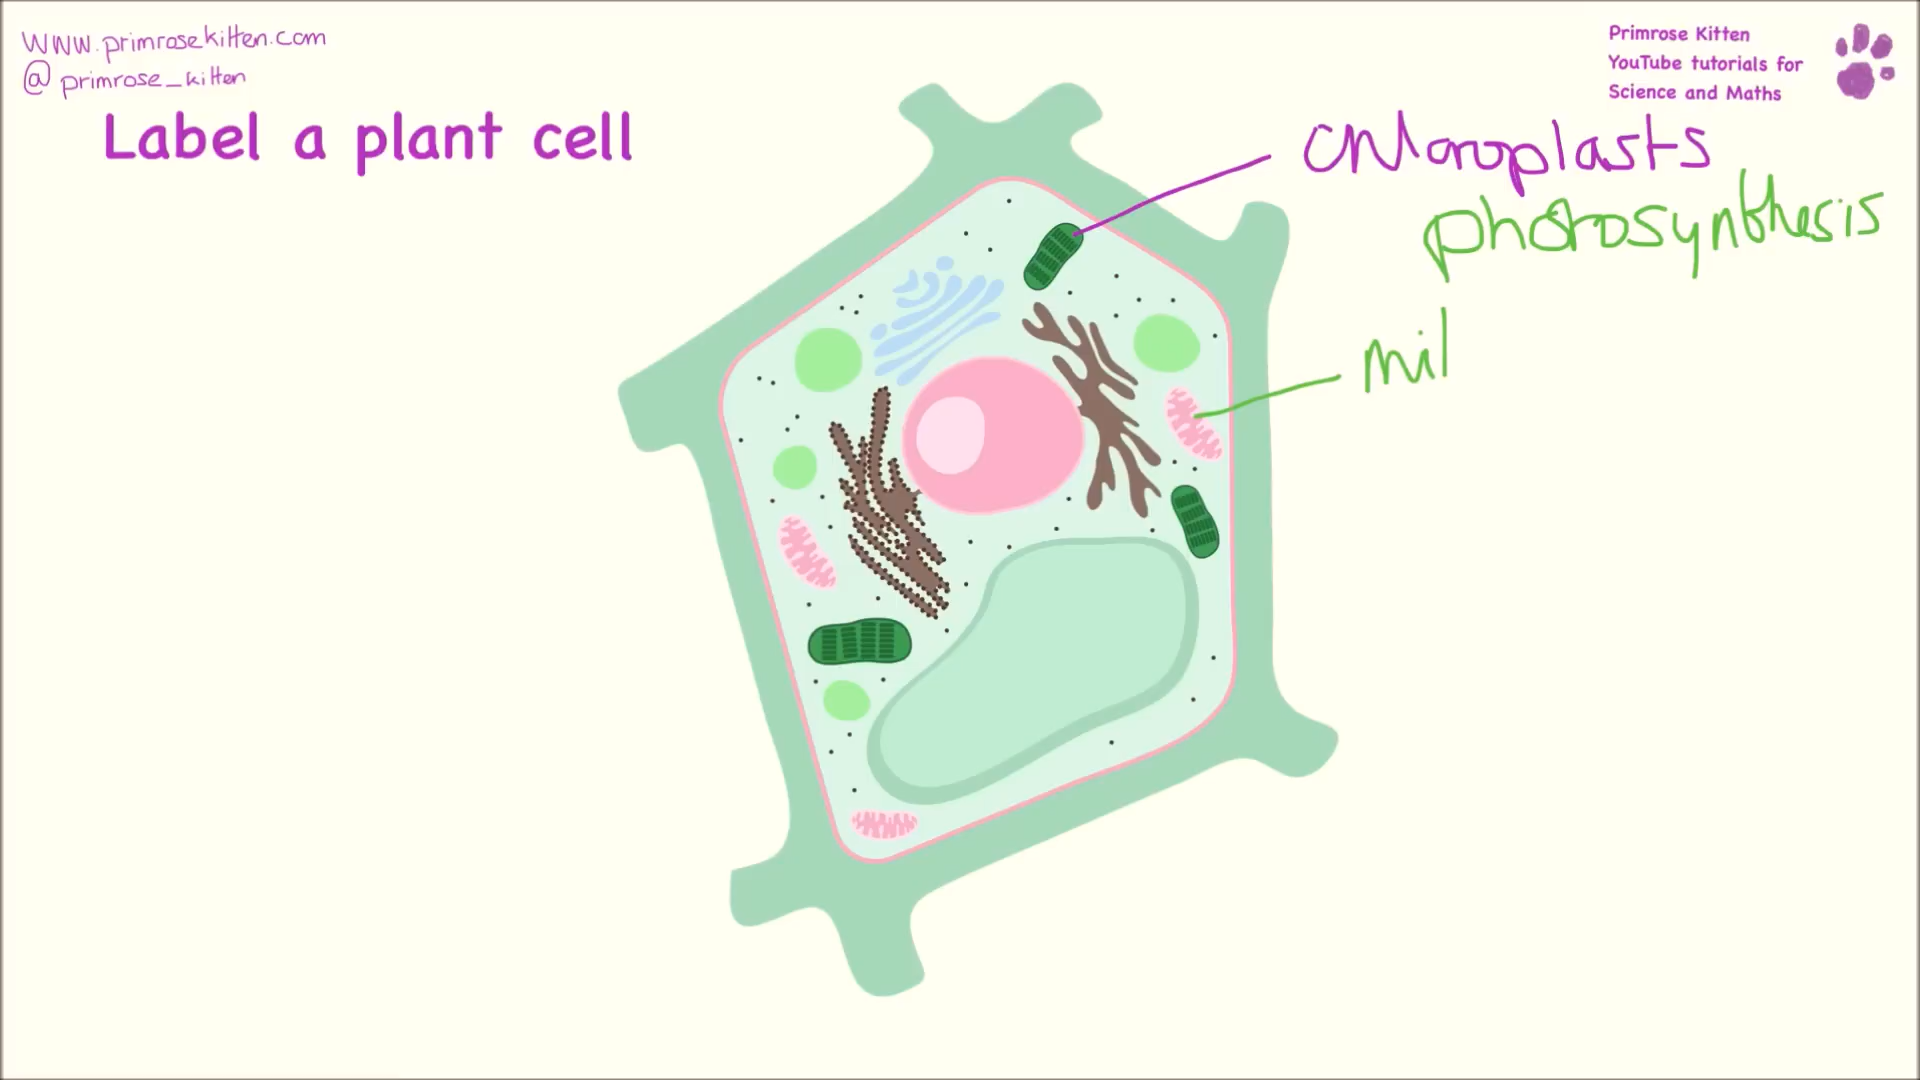 www.primrosekitten.com
@primrose_kitten
Primrose Kitten
YouTube tutorials for
Science and Maths
Label a plant cell
chloroplasts
photosynthesis
mil